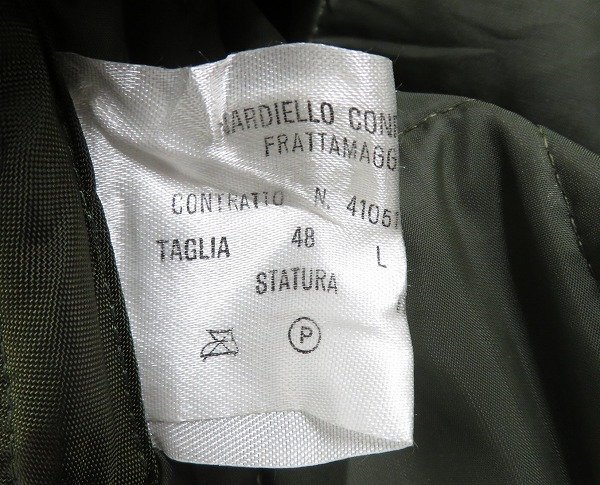 NARDIELLO CONF
FRATTAMAGG
CONTRATTO N. 41051
TAGLIA 48 L
STATURA
P